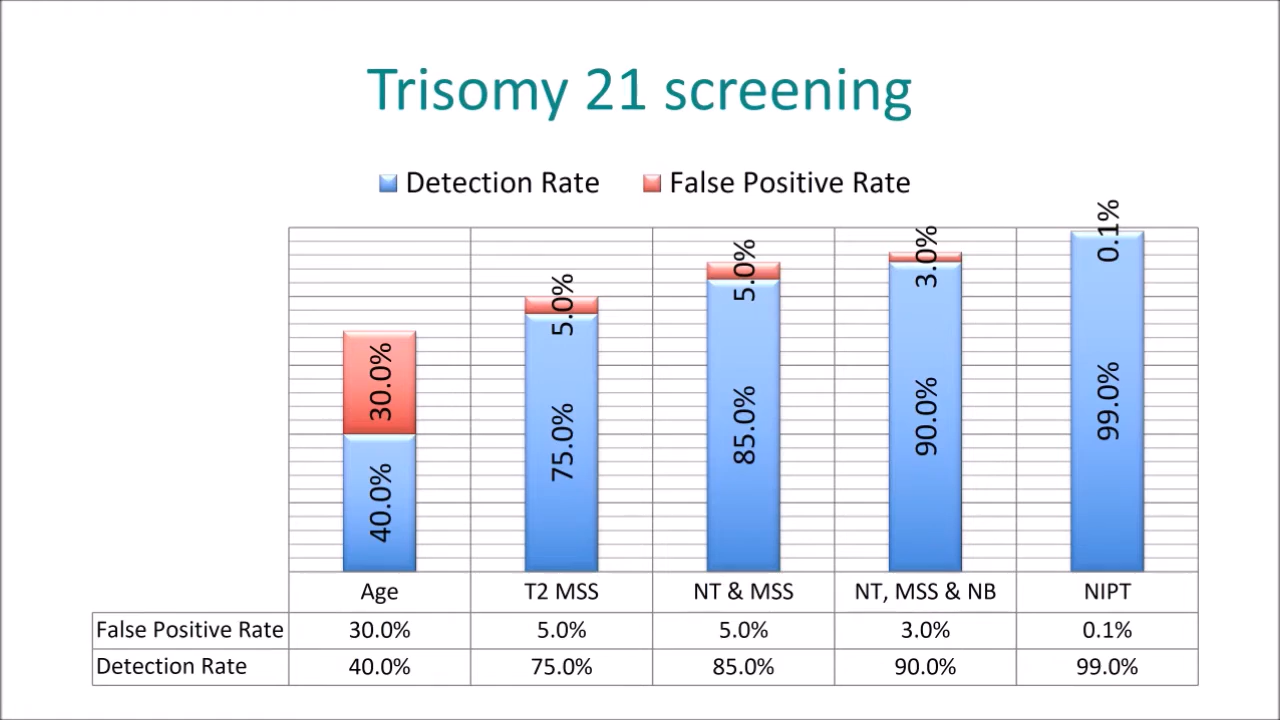 Trisomy 21 screening
Detection Rate False Positive Rate
30.0% 5.0% 5.0% 3.0% 0.1%
40.0% 75.0% 85.0% 90.0% 99.0%
Age T2 MSS NT & MSS NT, MSS & NB NIPT
False Positive Rate 30.0% 5.0% 5.0% 3.0% 0.1%
Detection Rate 40.0% 75.0% 85.0% 90.0% 99.0%